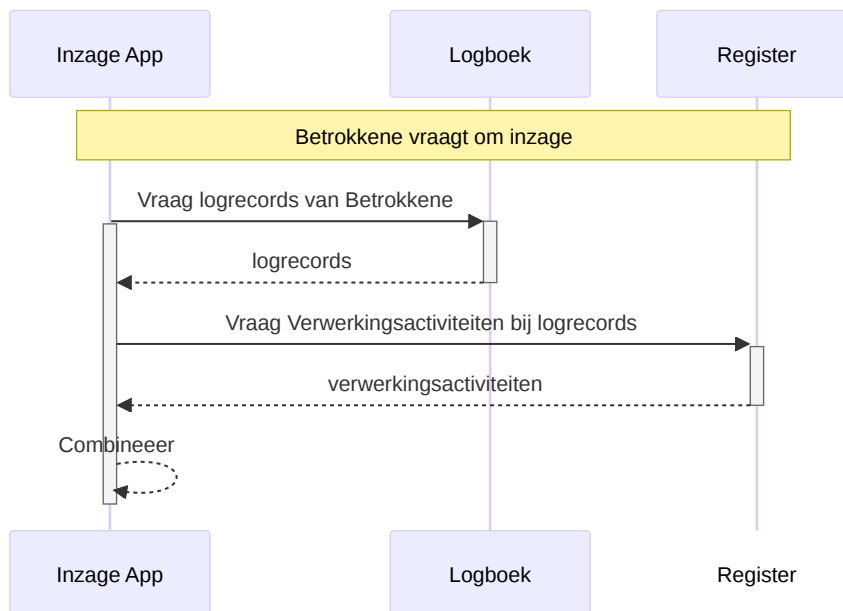 Inzage App
Logboek
Register
Betrokkene vraagt om inzage
Vraag logrecords van Betrokkene
logrecords
Vraag Verwerkingsactiviteiten bij logrecords
verwerkingsactiviteiten
Combineeer
Inzage App
Logboek
Register